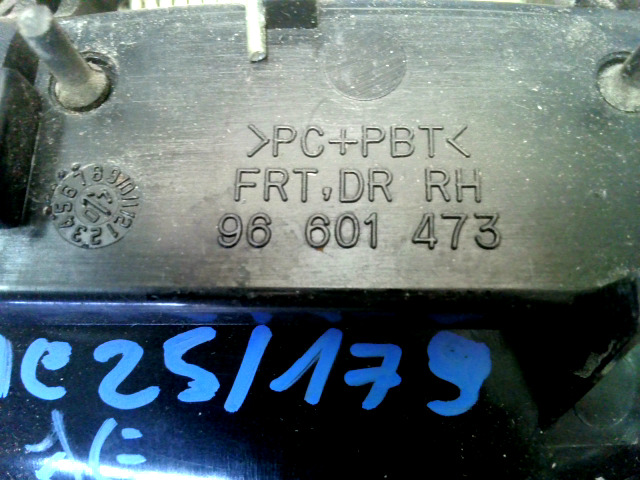 >PC+PBT<
FRT,DR RH
96 601 473
C25/179